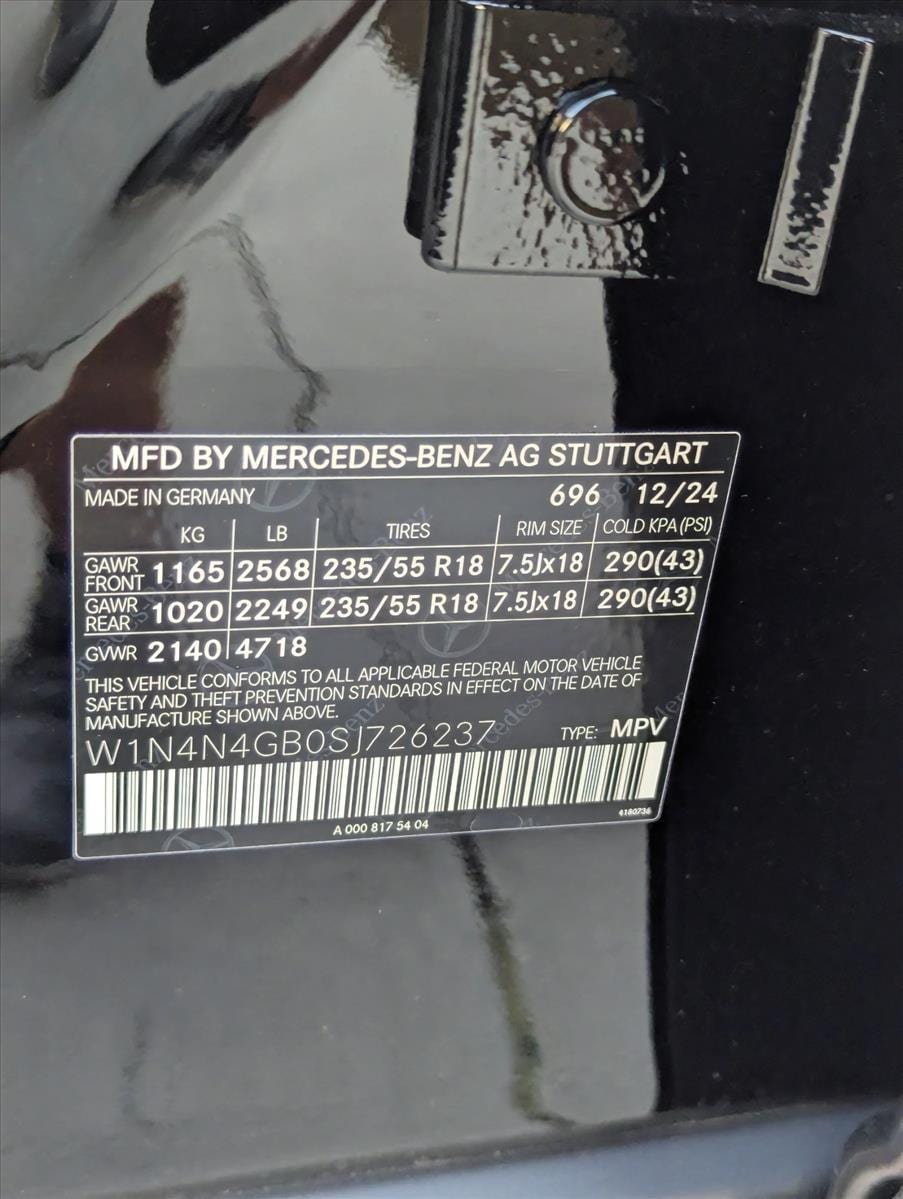 MFD BY MERCEDES-BENZ AG STUTTGART
MADE IN GERMANY 696 12/24
KG LB TIRES RIM SIZE COLD KPA (PSI)
GAWR FRONT 1165 2568 235/55 R18 7.5Jx18 290(43)
GAWR REAR 1020 2249 235/55 R18 7.5Jx18 290(43)
GVWR 2140 4718
THIS VEHICLE CONFORMS TO ALL APPLICABLE FEDERAL MOTOR VEHICLE
SAFETY AND THEFT PREVENTION STANDARDS IN EFFECT ON THE DATE OF
MANUFACTURE SHOWN ABOVE.
W1N4N4GB0SJ726237 TYPE: MPV
A 000 817 54 04 4180736